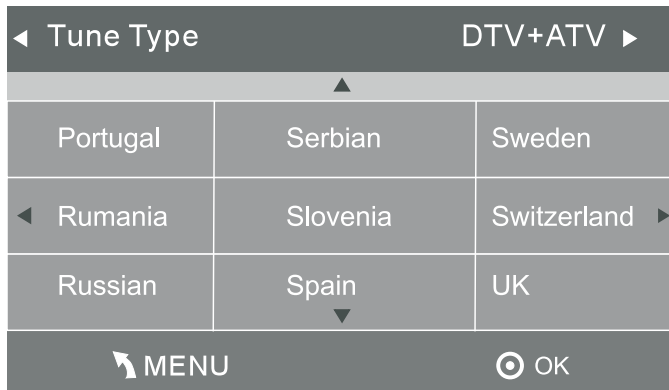 Tune Type DTV+ATV
Portugal Serbian Sweden
Rumania Slovenia Switzerland
Russian Spain UK
MENU OK